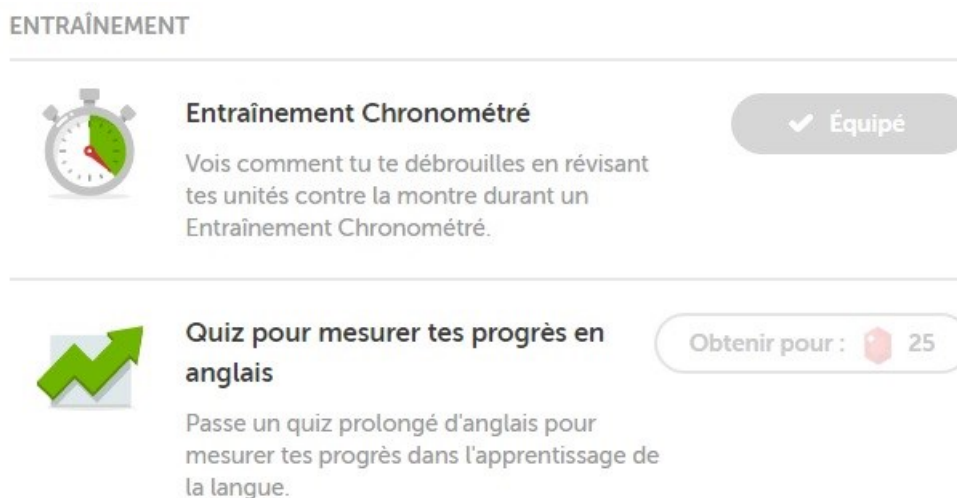 ENTRAÎNEMENT
Entraînement Chronométré
Équipé
Vois comment tu te débrouilles en révisant
tes unités contre la montre durant un
Entraînement Chronométré.
Quiz pour mesurer tes progrès en
anglais
Obtenir pour : 25
Passe un quiz prolongé d'anglais pour
mesurer tes progrès dans l'apprentissage de
la langue.